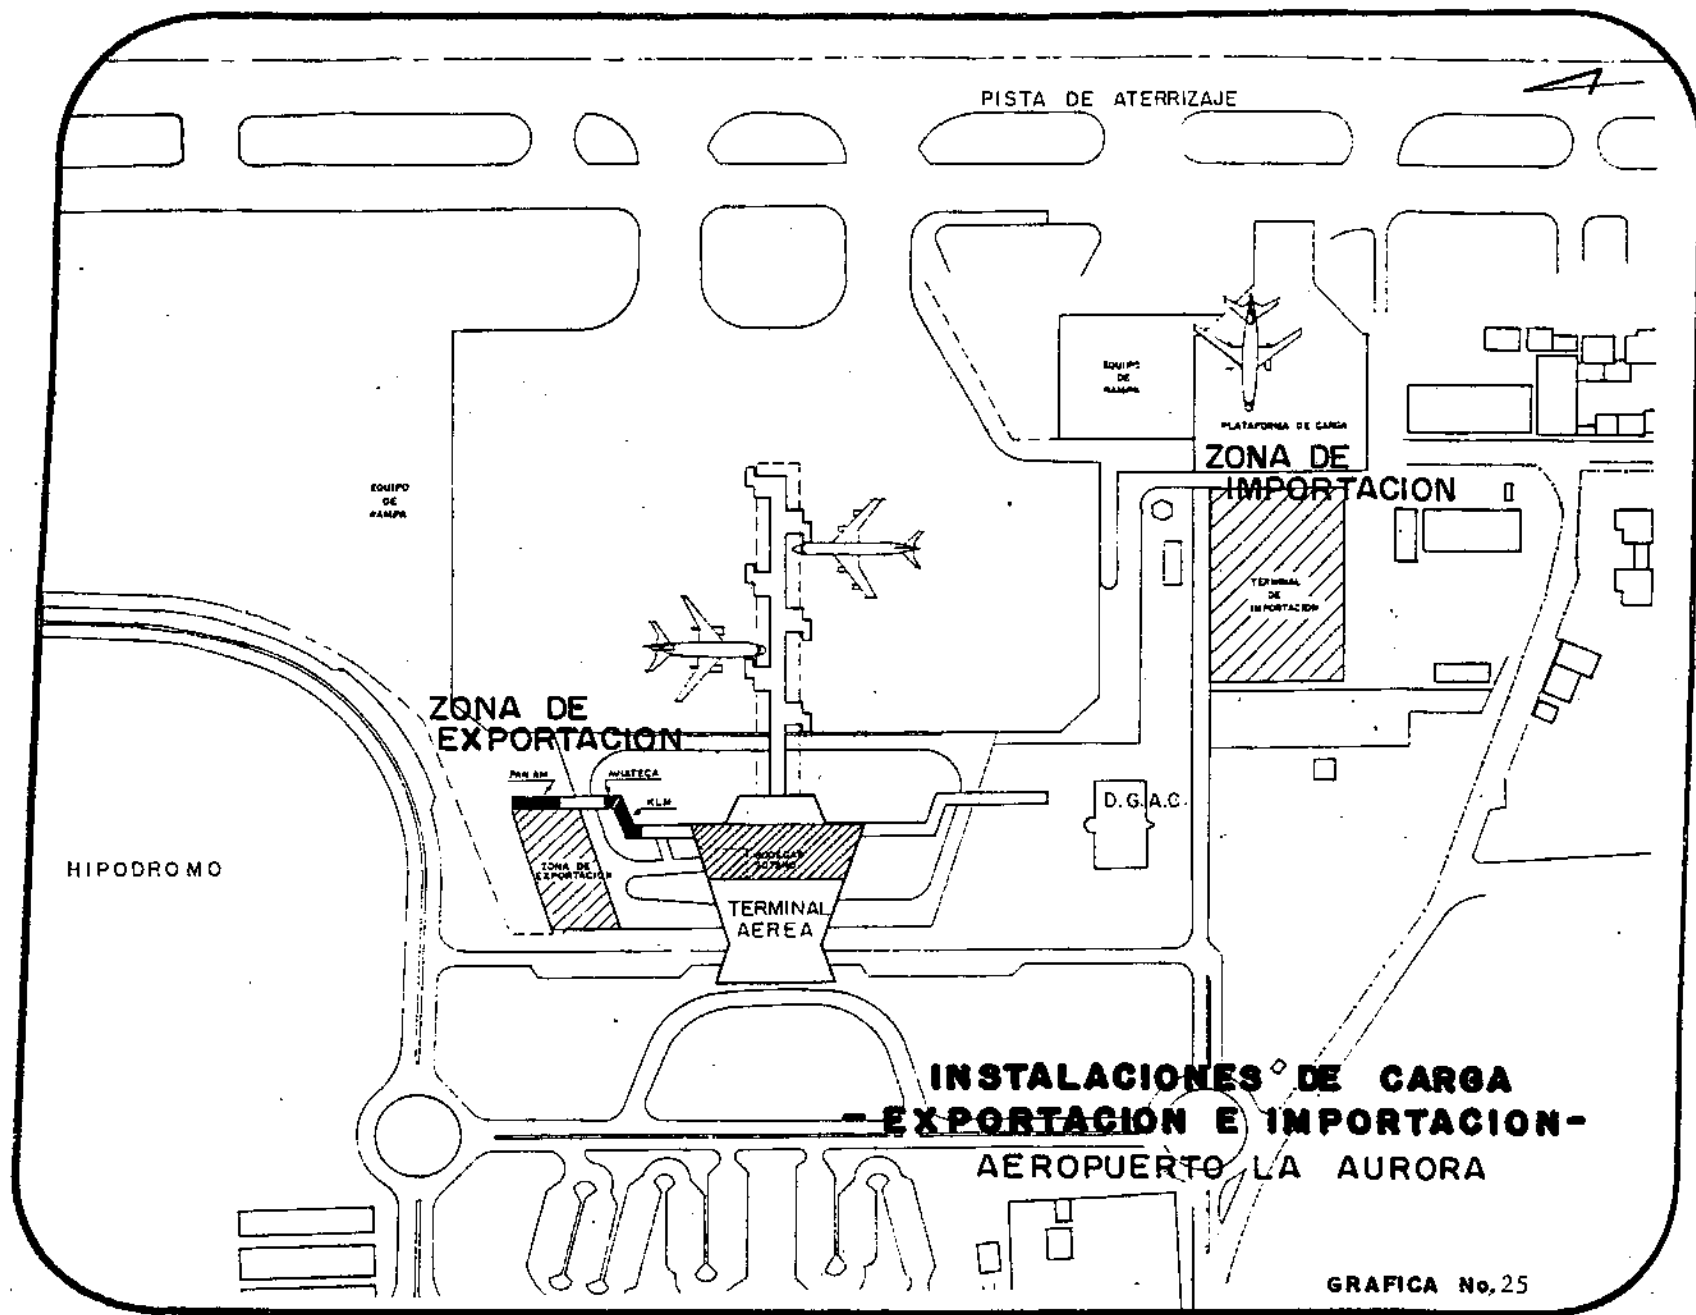 PISTA DE ATERRIZAJE
EQUIPO
DE
RAMPA
PLATAFORMA DE CARGA
ZONA DE
IMPORTACION
EQUIPO
DE
RAMPA
TERMINAL
DE
IMPORTACION
ZONA DE
EXPORTACION
PAN AM
AVIATECA
KLM
D.G.A.C.
HIPODROMO
ZONA DE
EXPORTACION
BODEGAS
SOTANO
TERMINAL
AEREA
INSTALACIONES DE CARGA
- EXPORTACION E IMPORTACION-
AEROPUERTO LA AURORA
GRAFICA No. 25